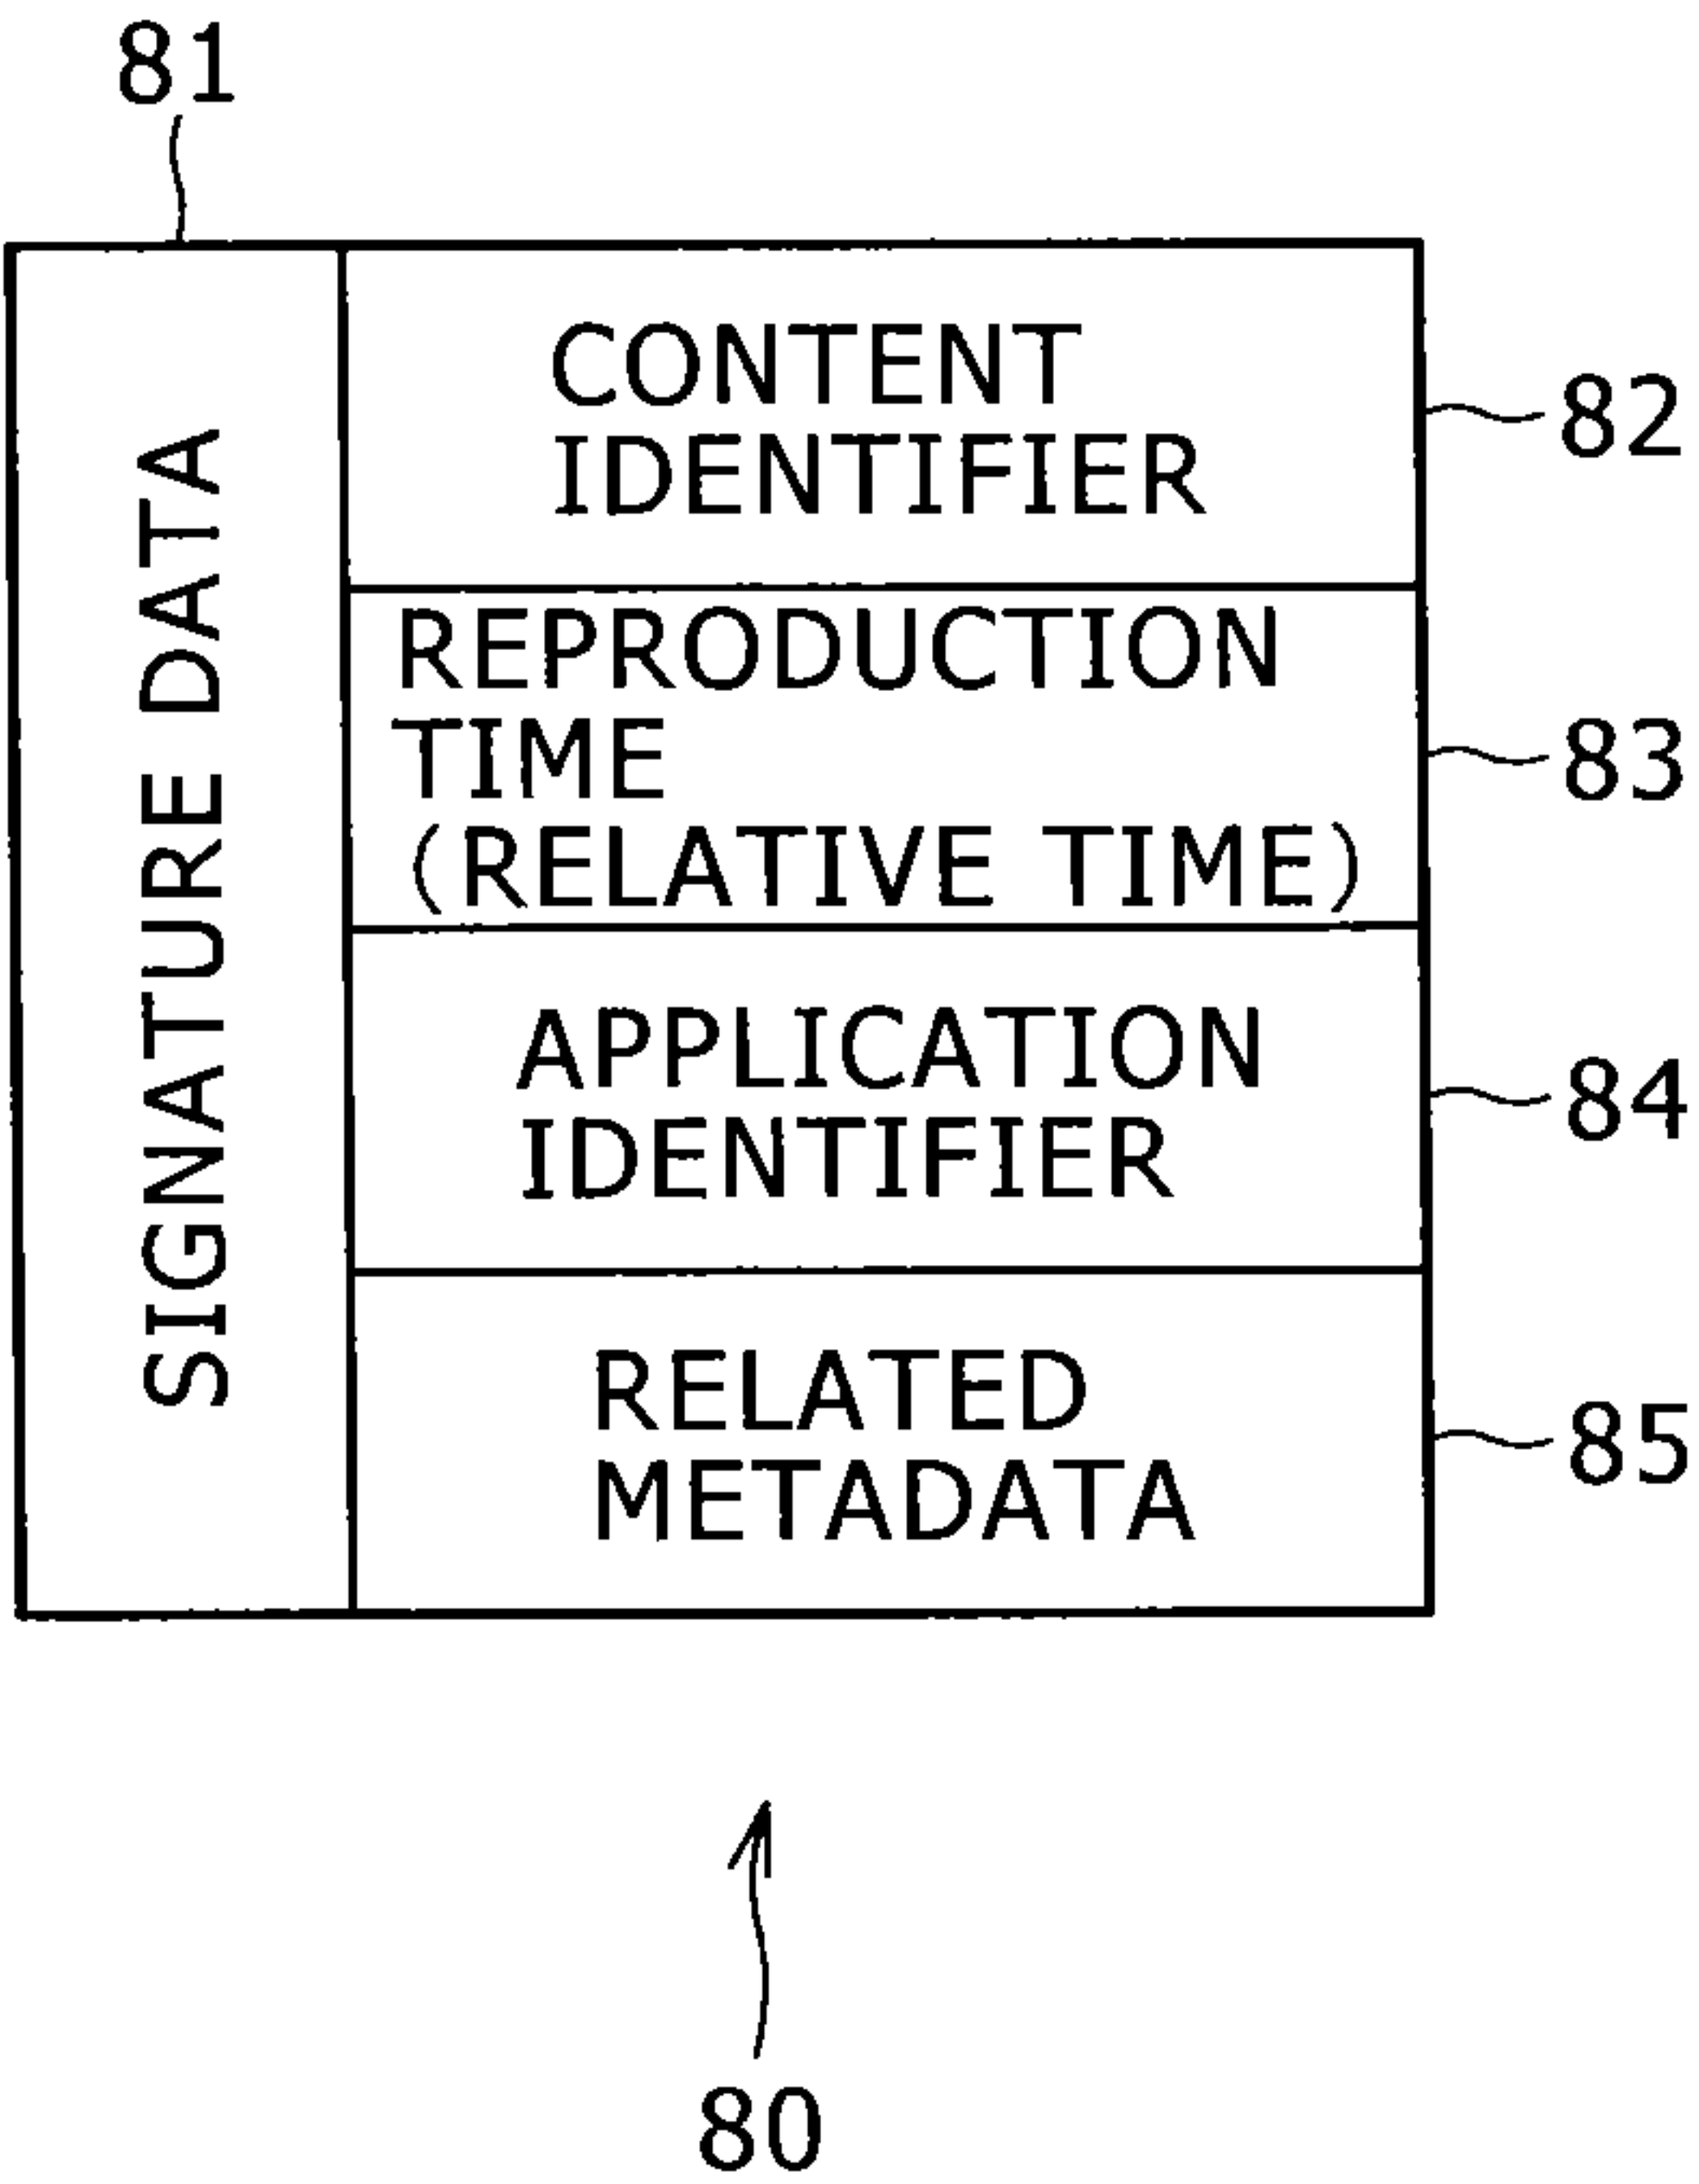 81
SIGNATURE DATA
CONTENT
IDENTIFIER
82
REPRODUCTION
TIME
(RELATIVE TIME)
83
APPLICATION
IDENTIFIER
84
RELATED
METADATA
85
80